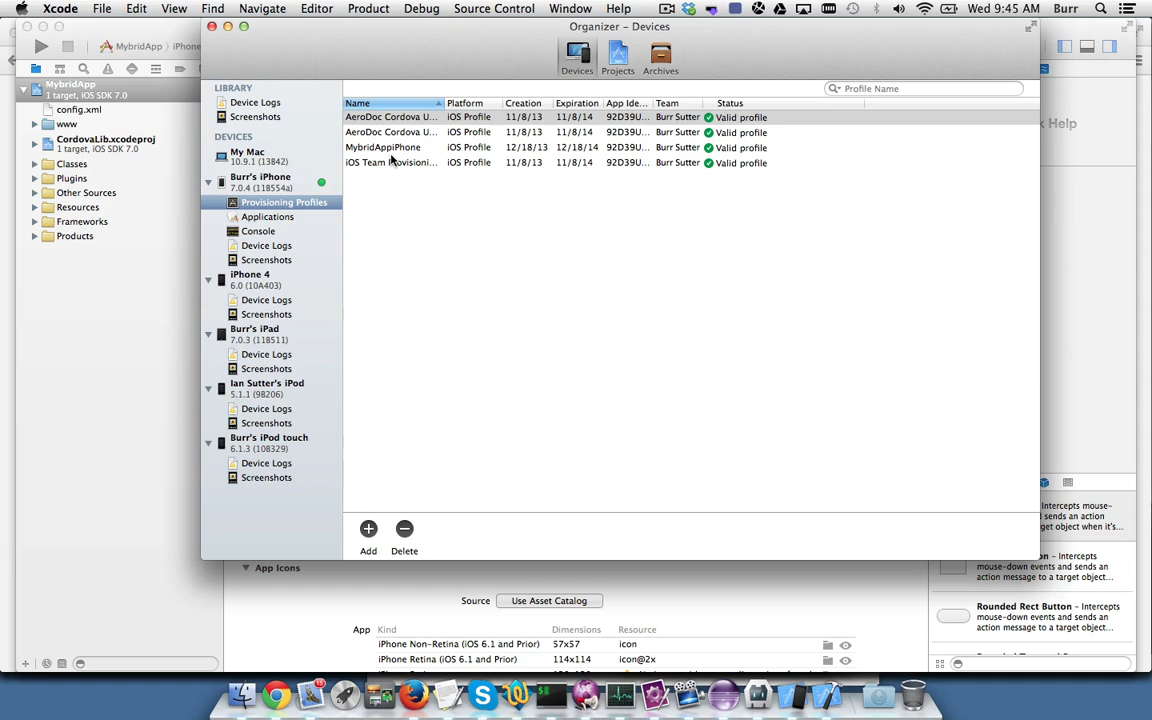 Xcode File Edit View Find Navigate Editor Product Debug Source Control Window Help Wed 9:45 AM Burr
Organizer – Devices
MybridApp iPhone
Devices Projects Archives
MybridApp
1 target, iOS SDK 7.0
config.xml
www
CordovaLib.xcodeproj
1 target, iOS SDK 7.0
Classes
Plugins
Other Sources
Resources
Frameworks
Products
LIBRARY
Device Logs
Screenshots
DEVICES
My Mac
10.9.1 (13B42)
Burr's iPhone
7.0.4 (11B554a)
Provisioning Profiles
Applications
Console
Device Logs
Screenshots
iPhone 4
6.0 (10A403)
Device Logs
Screenshots
Burr's iPad
7.0.3 (11B511)
Device Logs
Screenshots
Ian Sutter's iPod
5.1.1 (9B206)
Device Logs
Screenshots
Burr's iPod touch
6.1.3 (10B329)
Device Logs
Screenshots
Profile Name
Name Platform Creation Expiration App Ide... Team Status
AeroDoc Cordova U... iOS Profile 11/8/13 11/8/14 92D39U... Burr Sutter Valid profile
AeroDoc Cordova U... iOS Profile 11/8/13 11/8/14 92D39U... Burr Sutter Valid profile
MybridAppiPhone iOS Profile 12/18/13 12/18/14 92D39U... Burr Sutter Valid profile
iOS Team Provisioni... iOS Profile 11/8/13 11/8/14 92D39U... Burr Sutter Valid profile
Add Delete
Help
Intercepts mouse-
sends an action
get object when it's...
on – Intercepts
mouse-down events and sends an
action message to a target object...
Rounded Rect Button – Intercepts
mouse-down events and sends an
action message to a target object...
App Icons
Source Use Asset Catalog
App Kind Dimensions Resource
iPhone Non-Retina (iOS 6.1 and Prior) 57x57 icon
iPhone Retina (iOS 6.1 and Prior) 114x114 icon@2x